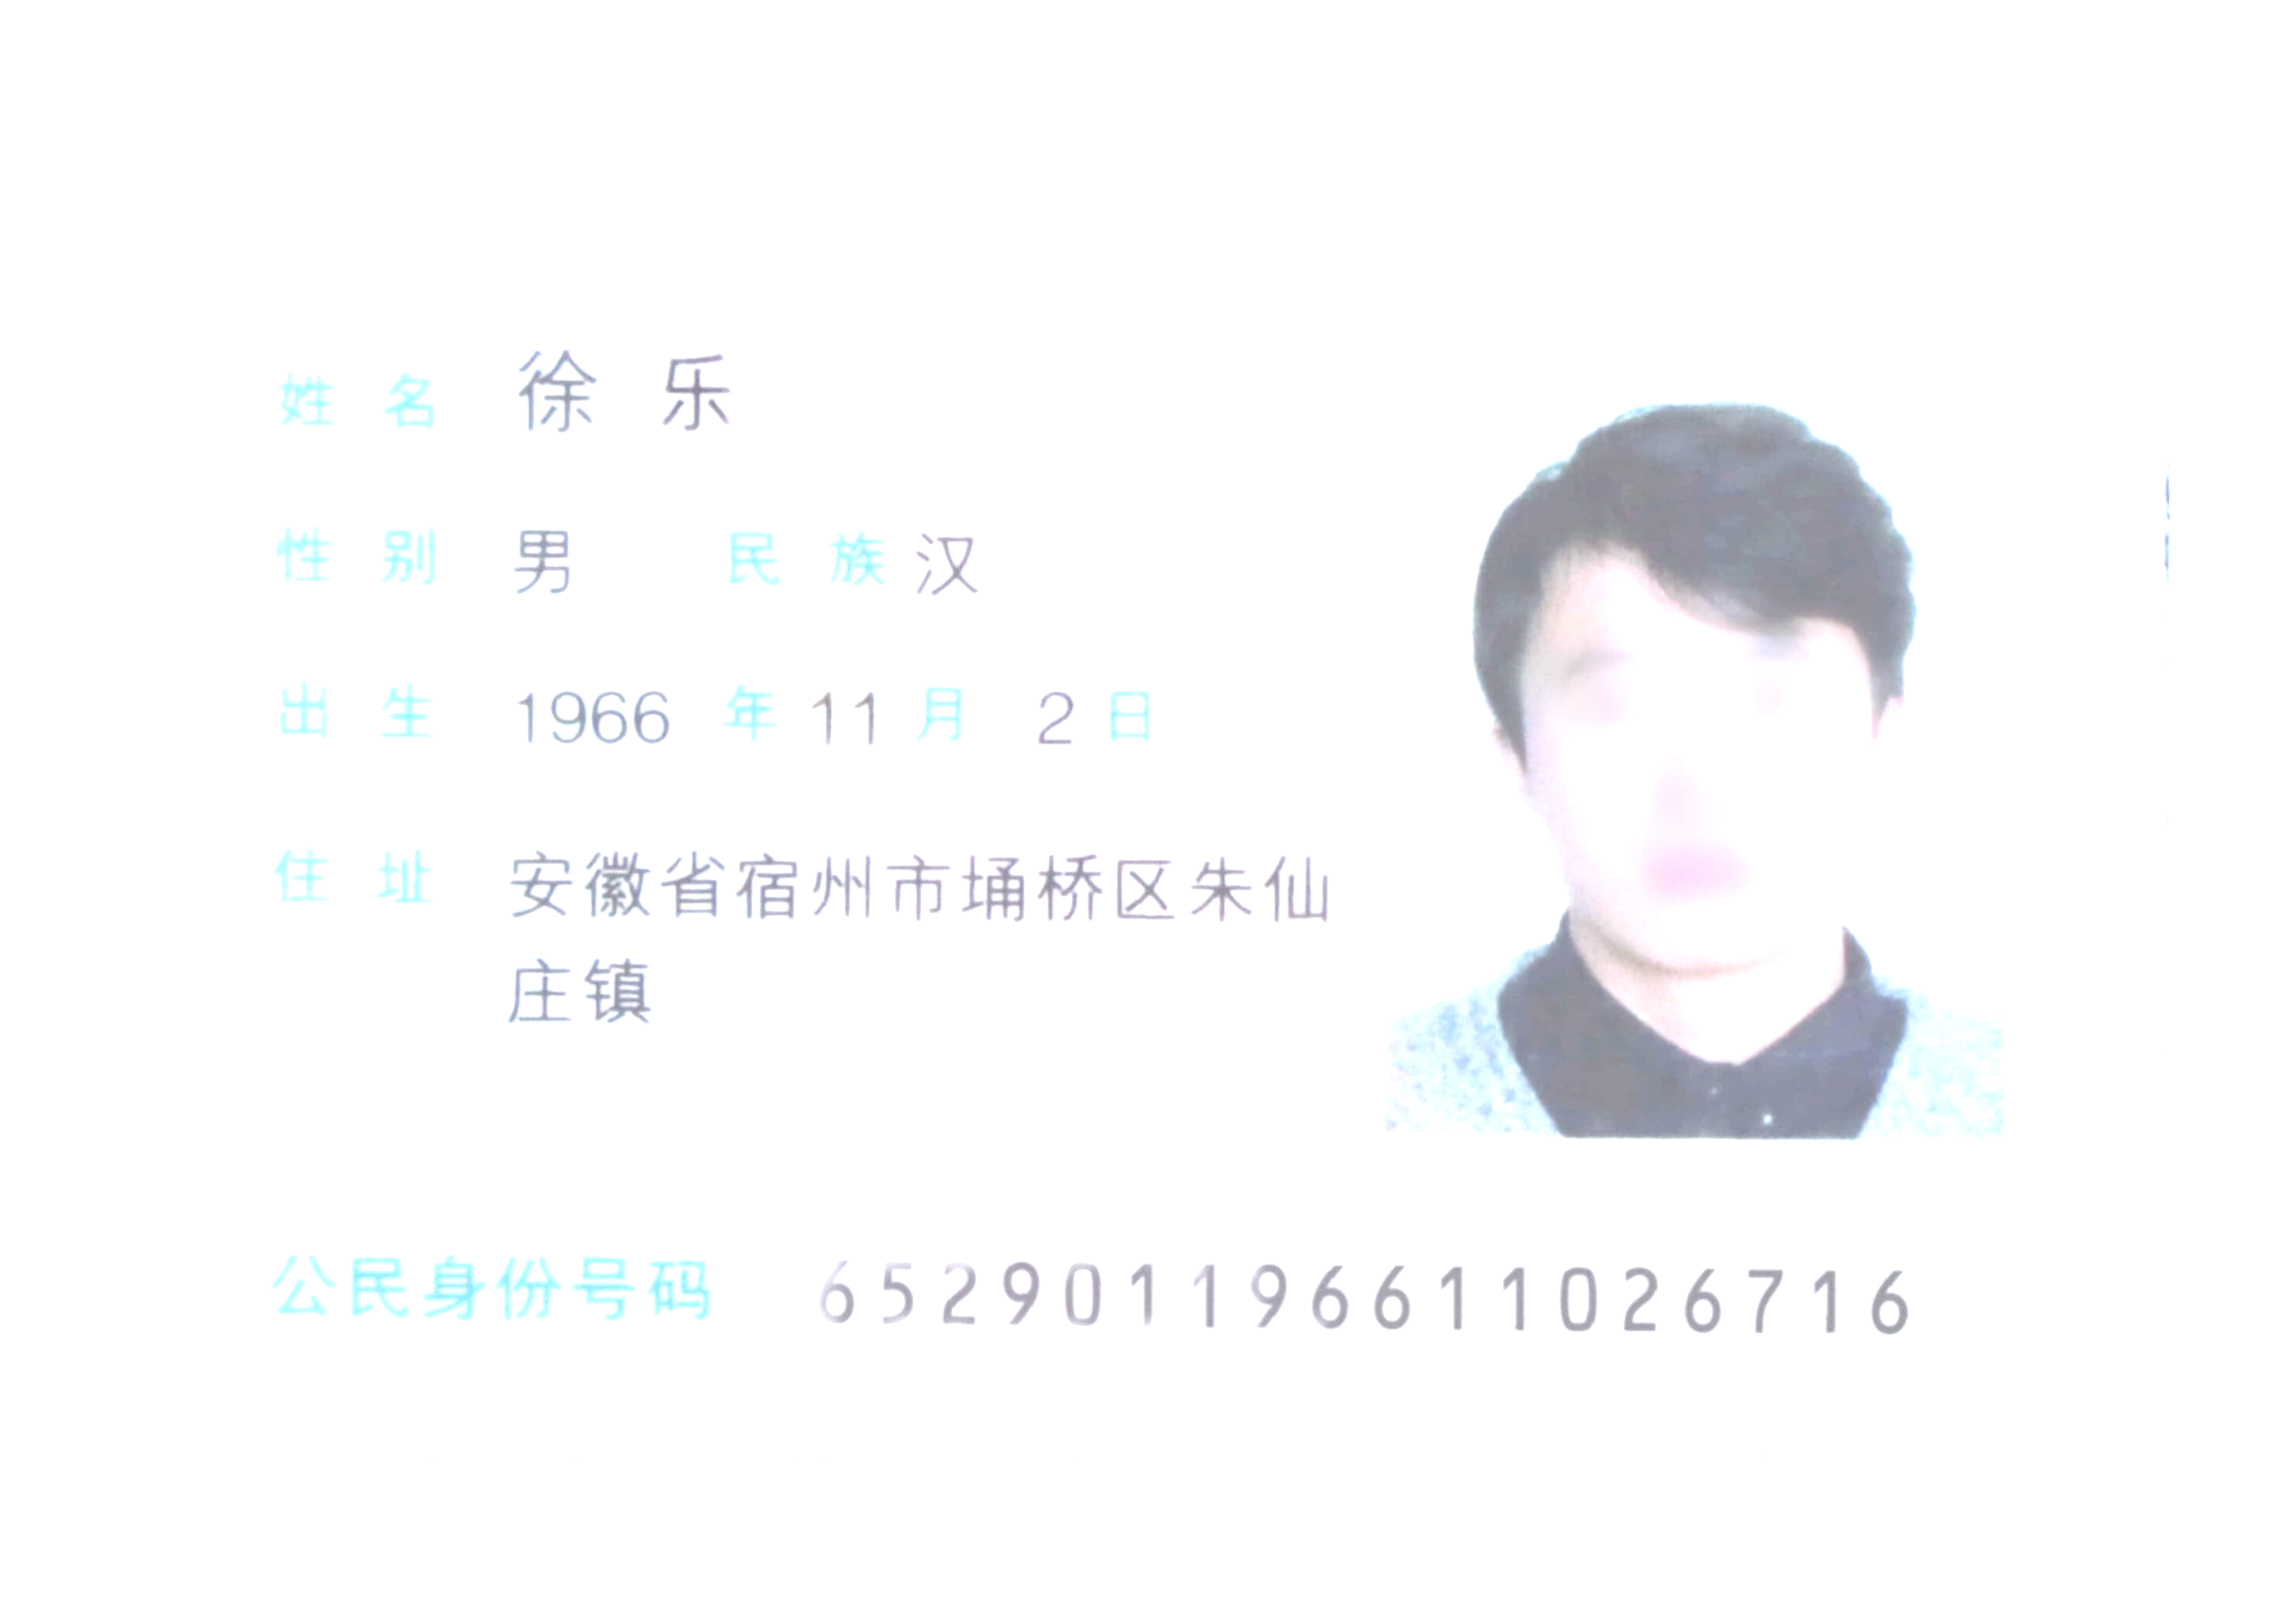 姓名 徐乐
性别 男 民族 汉
出生 1966 年 11 月 2 日
住址 安徽省宿州市埇桥区朱仙
庄镇
公民身份号码 652901196611026716